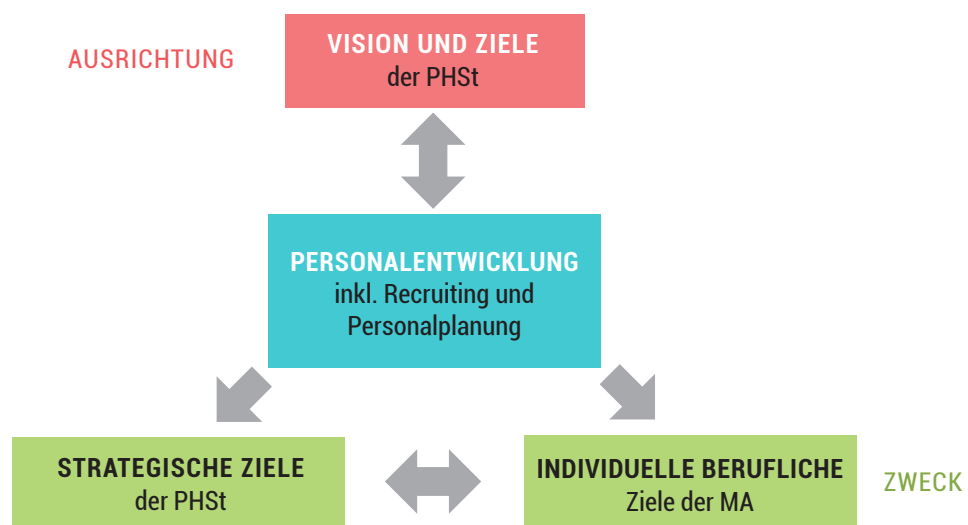 AUSRICHTUNG
VISION UND ZIELE
der PHSt
PERSONALENTWICKLUNG
inkl. Recruiting und
Personalplanung
STRATEGISCHE ZIELE
der PHSt
INDIVIDUELLE BERUFLICHE
Ziele der MA
ZWECK